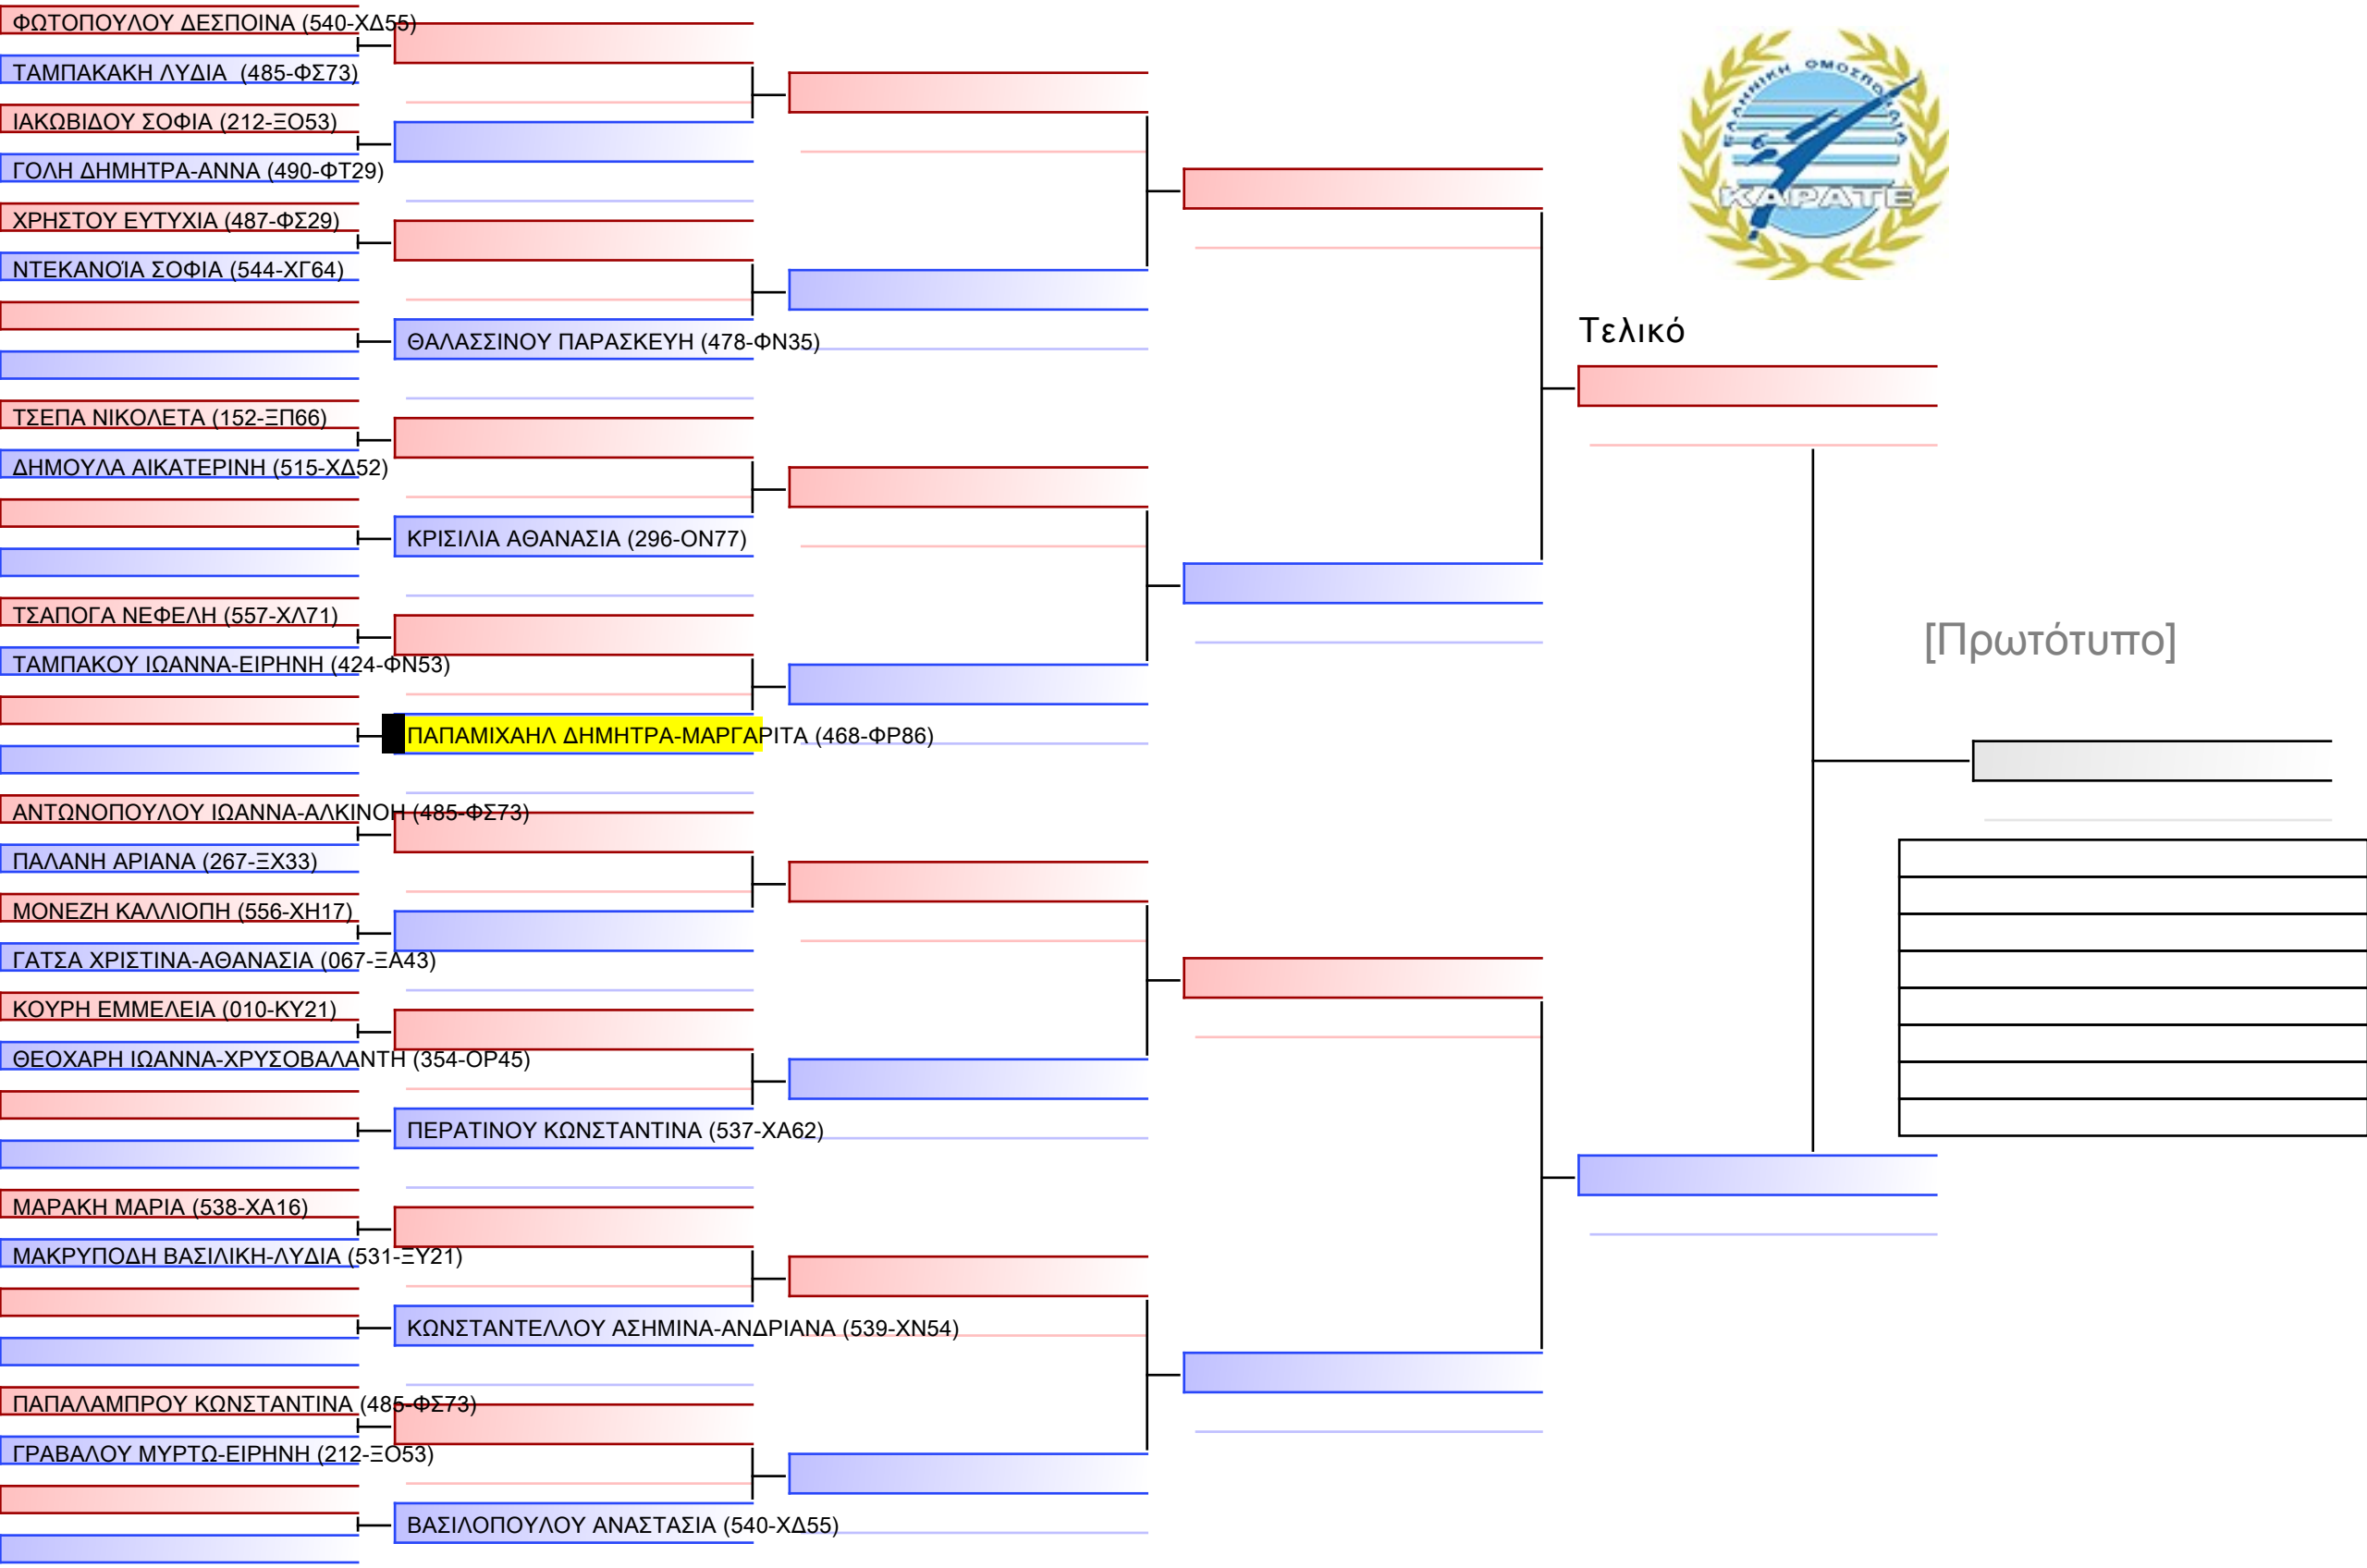 ΦΩΤΟΠΟΥΛΟΥ ΔΕΣΠΟΙΝΑ (540-ΧΔ55)
ΤΑΜΠΑΚΑΚΗ ΛΥΔΙΑ  (485-ΦΣ73)
ΙΑΚΩΒΙΔΟΥ ΣΟΦΙΑ (212-ΞΟ53)
ΓΟΛΗ ΔΗΜΗΤΡΑ-ΑΝΝΑ (490-ΦΤ29)
ΧΡΗΣΤΟΥ ΕΥΤΥΧΙΑ (487-ΦΣ29)
ΝΤΕΚΑΝΟΪΑ ΣΟΦΙΑ (544-ΧΓ64)
ΘΑΛΑΣΣΙΝΟΥ ΠΑΡΑΣΚΕΥΗ (478-ΦΝ35)
ΤΣΕΠΑ ΝΙΚΟΛΕΤΑ (152-ΞΠ66)
ΔΗΜΟΥΛΑ ΑΙΚΑΤΕΡΙΝΗ (515-ΧΔ52)
ΚΡΙΣΙΛΙΑ ΑΘΑΝΑΣΙΑ (296-ΟΝ77)
ΤΣΑΠΟΓΑ ΝΕΦΕΛΗ (557-ΧΛ71)
ΤΑΜΠΑΚΟΥ ΙΩΑΝΝΑ-ΕΙΡΗΝΗ (424-ΦΝ53)
ΠΑΠΑΜΙΧΑΗΛ ΔΗΜΗΤΡΑ-ΜΑΡΓΑΡΙΤΑ (468-ΦΡ86)
ΑΝΤΩΝΟΠΟΥΛΟΥ ΙΩΑΝΝΑ-ΑΛΚΙΝΟΗ (485-ΦΣ73)
ΠΑΛΑΝΗ ΑΡΙΑΝΑ (267-ΞΧ33)
ΜΟΝΕΖΗ ΚΑΛΛΙΟΠΗ (556-ΧΗ17)
ΓΑΤΣΑ ΧΡΙΣΤΙΝΑ-ΑΘΑΝΑΣΙΑ (067-ΞΑ43)
ΚΟΥΡΗ ΕΜΜΕΛΕΙΑ (010-ΚΥ21)
ΘΕΟΧΑΡΗ ΙΩΑΝΝΑ-ΧΡΥΣΟΒΑΛΑΝΤΗ (354-ΟΡ45)
ΠΕΡΑΤΙΝΟΥ ΚΩΝΣΤΑΝΤΙΝΑ (537-ΧΑ62)
ΜΑΡΑΚΗ ΜΑΡΙΑ (538-ΧΑ16)
ΜΑΚΡΥΠΟΔΗ ΒΑΣΙΛΙΚΗ-ΛΥΔΙΑ (531-ΞΥ21)
ΚΩΝΣΤΑΝΤΕΛΛΟΥ ΑΣΗΜΙΝΑ-ΑΝΔΡΙΑΝΑ (539-ΧΝ54)
ΠΑΠΑΛΑΜΠΡΟΥ ΚΩΝΣΤΑΝΤΙΝΑ (485-ΦΣ73)
ΓΡΑΒΑΛΟΥ ΜΥΡΤΩ-ΕΙΡΗΝΗ (212-ΞΟ53)
ΒΑΣΙΛΟΠΟΥΛΟΥ ΑΝΑΣΤΑΣΙΑ (540-ΧΔ55)
ΕΛΛΗΝΙΚΗ ΟΜΟΣΠΟΝΔΙΑ
ΚΑΡΑΤΕ
Τελικό
[Πρωτότυπο]